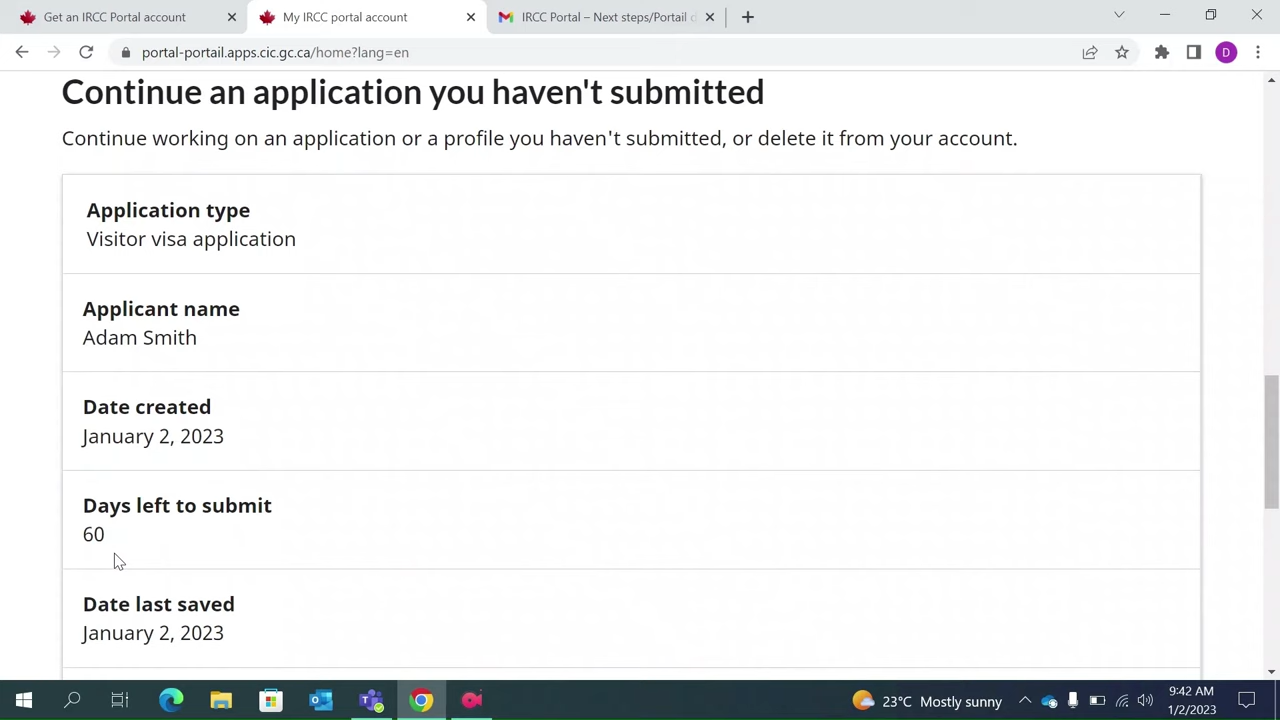 Get an IRCC Portal account
My IRCC portal account
IRCC Portal – Next steps/Portail d
portal-portail.apps.cic.gc.ca/home?lang=en
D
Continue an application you haven't submitted
Continue working on an application or a profile you haven't submitted, or delete it from your account.
Application type
Visitor visa application
Applicant name
Adam Smith
Date created
January 2, 2023
Days left to submit
60
Date last saved
January 2, 2023
23°C Mostly sunny
9:42 AM
1/2/2023